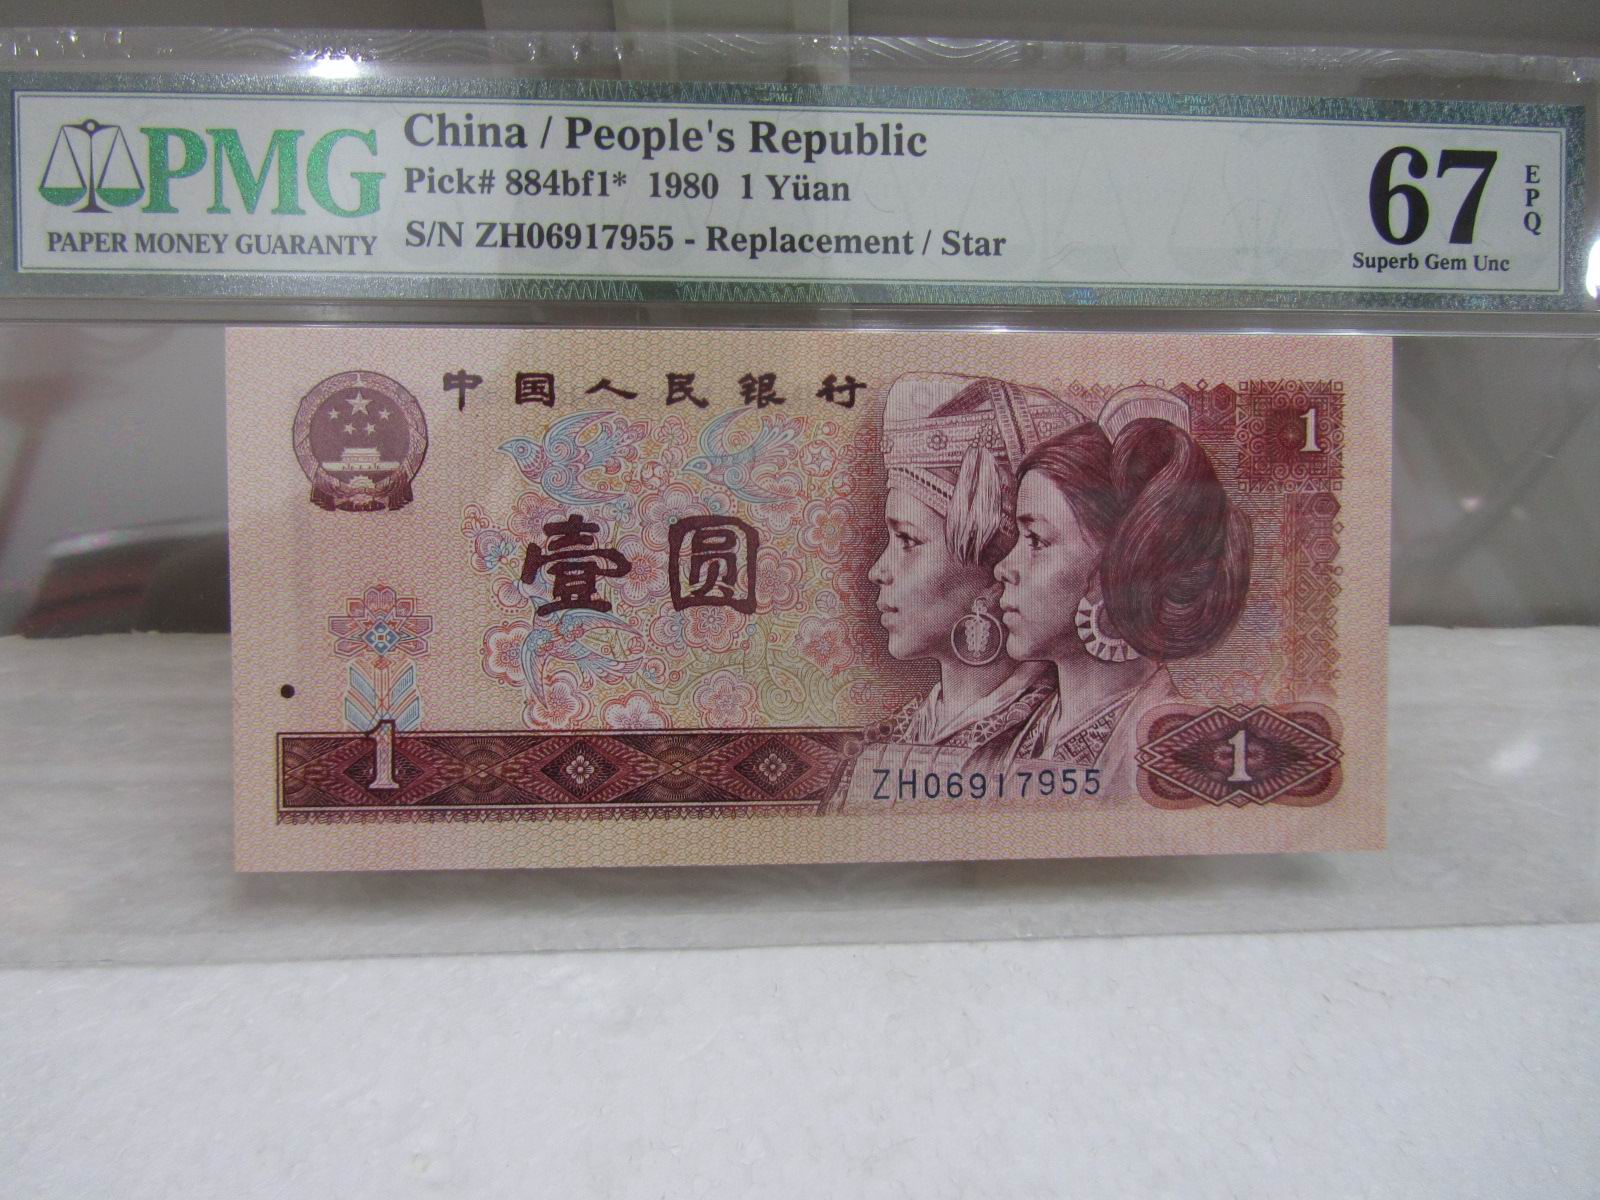 PMG
PAPER MONEY GUARANTY
China / People's Republic
Pick# 884bf1* 1980 1 Yüan
S/N ZH06917955 - Replacement / Star
67
EPQ
Superb Gem Unc
中国人民银行
1
壹圆
1
ZH06917955
1